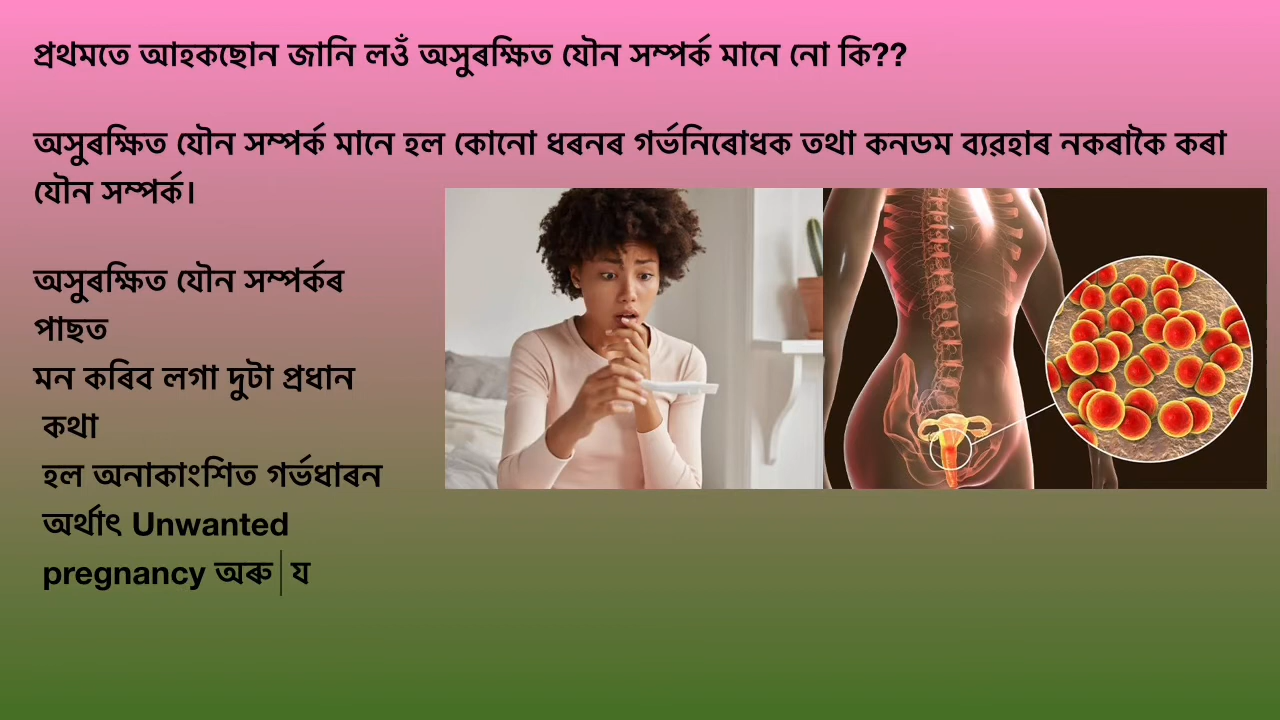 প্ৰথমতে আহকছোন জানি লওঁ অসুৰক্ষিত যৌন সম্পৰ্ক মানে নো কি??
অসুৰক্ষিত যৌন সম্পৰ্ক মানে হল কোনো ধৰনৰ গৰ্ভনিৰোধক তথা কনডম ব্যৱহাৰ নকৰাকৈ কৰা
যৌন সম্পৰ্ক।
অসুৰক্ষিত যৌন সম্পৰ্কৰ
পাছত
মন কৰিব লগা দুটা প্ৰধান
কথা
হল অনাকাংশিত গৰ্ভধাৰন
অৰ্থাৎ Unwanted
pregnancy অৰু য